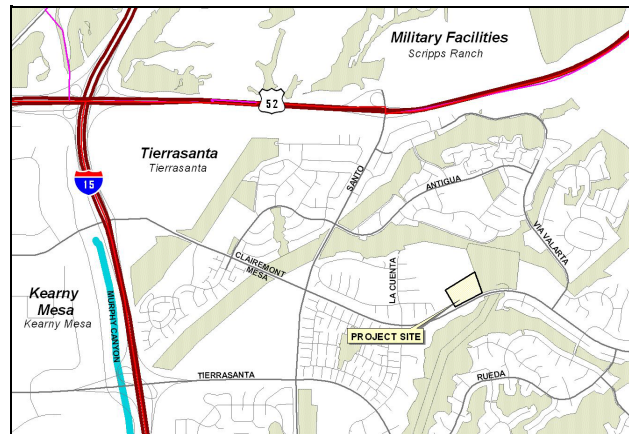 Military Facilities
Scripps Ranch
52
Tierrasanta
Tierrasanta
SANTO
ANTIGUA
15
VIA VALARTA
CLAIREMONT
MESA
LA CUENTA
Kearny
Mesa
Kearny Mesa
MURPHY CANYON
PROJECT SITE
TIERRASANTA
RUEDA